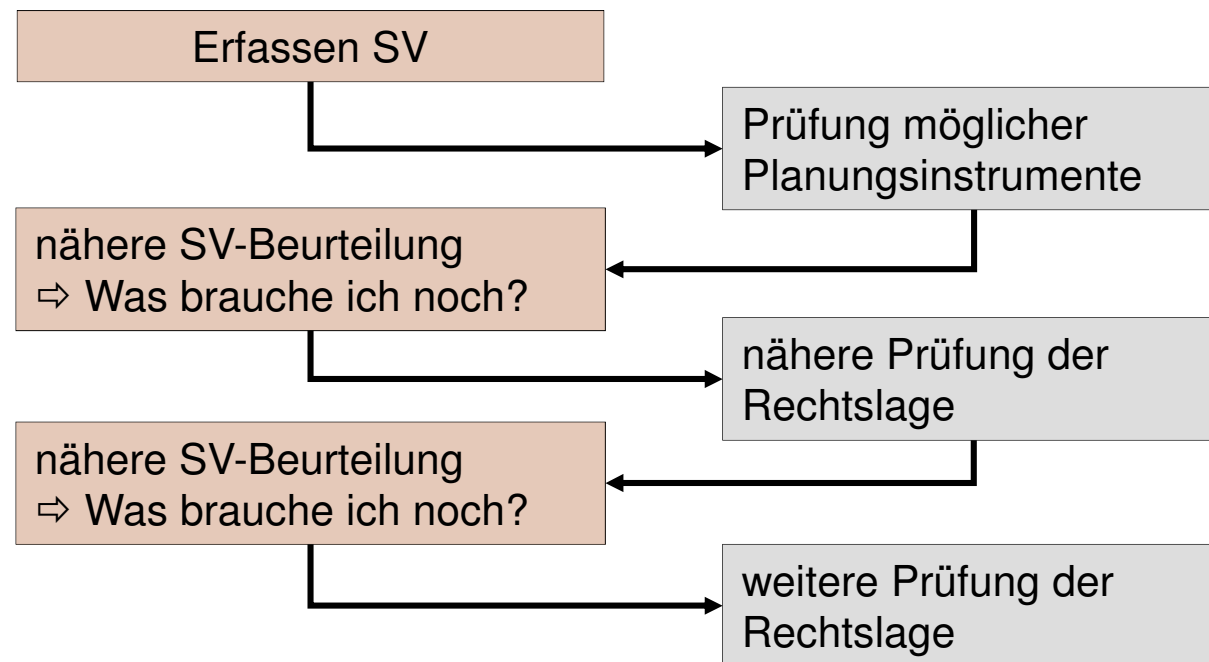 Erfassen SV
Prüfung möglicher
Planungsinstrumente
nähere SV-Beurteilung
⇨ Was brauche ich noch?
nähere Prüfung der
Rechtslage
nähere SV-Beurteilung
⇨ Was brauche ich noch?
weitere Prüfung der
Rechtslage